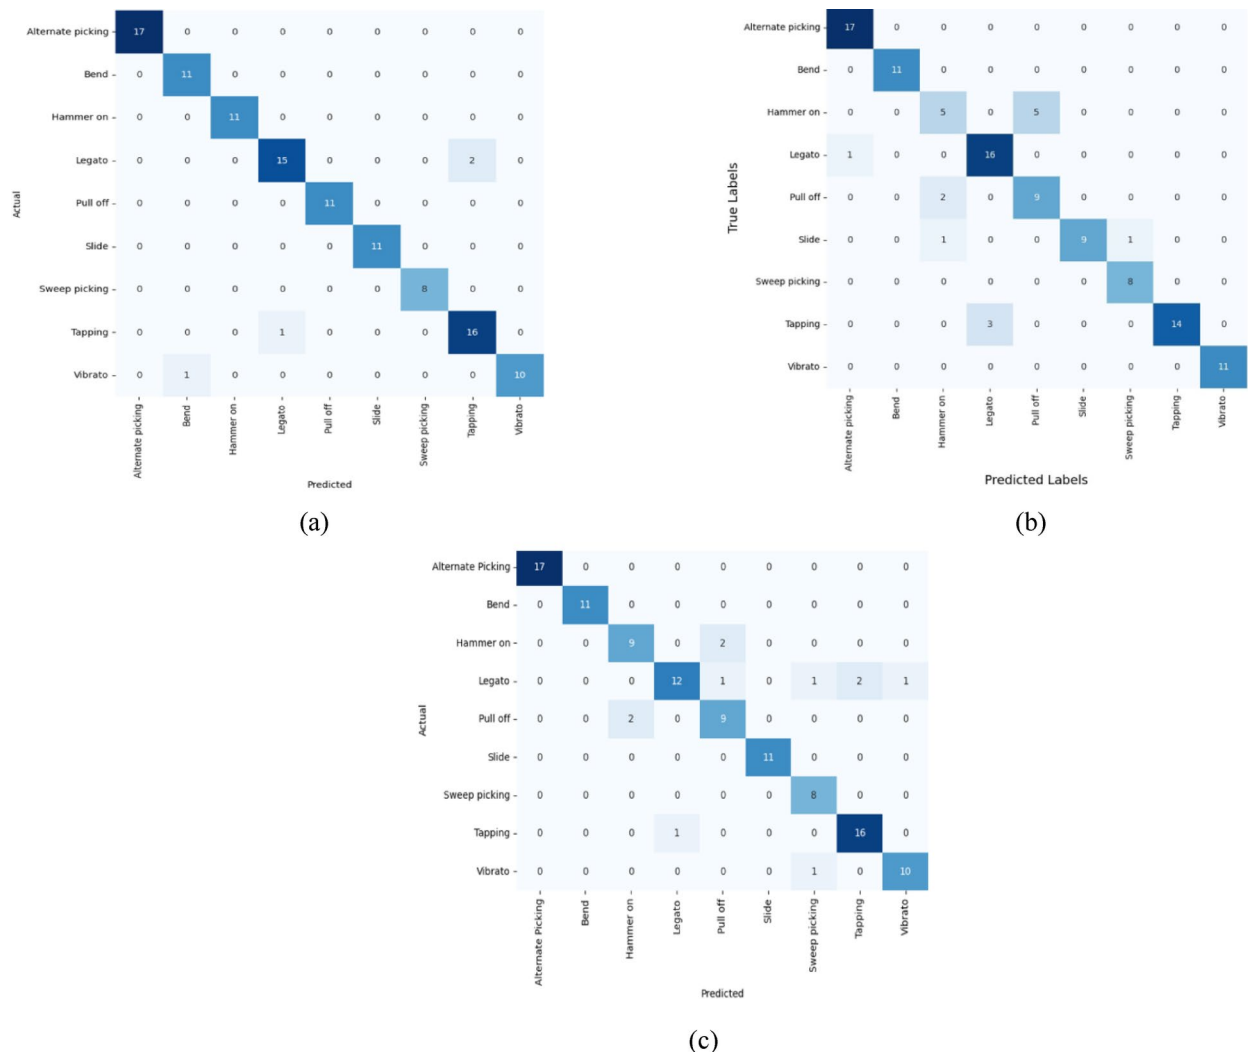 Alternate picking 17 0 0 0 0 0 0 0 0
Bend 0 11 0 0 0 0 0 0 0
Hammer on 0 0 11 0 0 0 0 0 0
Legato 0 0 0 15 0 0 0 2 0
Pull off 0 0 0 0 11 0 0 0 0
Slide 0 0 0 0 0 11 0 0 0
Sweep picking 0 0 0 0 0 0 8 0 0
Tapping 0 0 0 1 0 0 0 16 0
Vibrato 0 1 0 0 0 0 0 0 10
Actual
Alternate picking
Bend
Hammer on
Legato
Pull off
Slide
Sweep picking
Tapping
Vibrato
Predicted
(a)
Alternate picking 17 0 0 0 0 0 0 0 0
Bend 0 11 0 0 0 0 0 0 0
Hammer on 0 0 5 0 5 0 0 0 0
Legato 1 0 0 16 0 0 0 0 0
Pull off 0 0 2 0 9 0 0 0 0
Slide 0 0 1 0 0 9 1 0 0
Sweep picking 0 0 0 0 0 0 8 0 0
Tapping 0 0 0 3 0 0 0 14 0
Vibrato 0 0 0 0 0 0 0 0 11
True Labels
Alternate picking
Bend
Hammer on
Legato
Pull off
Slide
Sweep picking
Tapping
Vibrato
Predicted Labels
(b)
Alternate Picking 17 0 0 0 0 0 0 0 0
Bend 0 11 0 0 0 0 0 0 0
Hammer on 0 0 9 0 2 0 0 0 0
Legato 0 0 0 12 1 0 1 2 1
Pull off 0 0 2 0 9 0 0 0 0
Slide 0 0 0 0 0 11 0 0 0
Sweep picking 0 0 0 0 0 0 8 0 0
Tapping 0 0 0 1 0 0 0 16 0
Vibrato 0 0 0 0 0 0 1 0 10
Actual
Alternate Picking
Bend
Hammer on
Legato
Pull off
Slide
Sweep picking
Tapping
Vibrato
Predicted
(c)